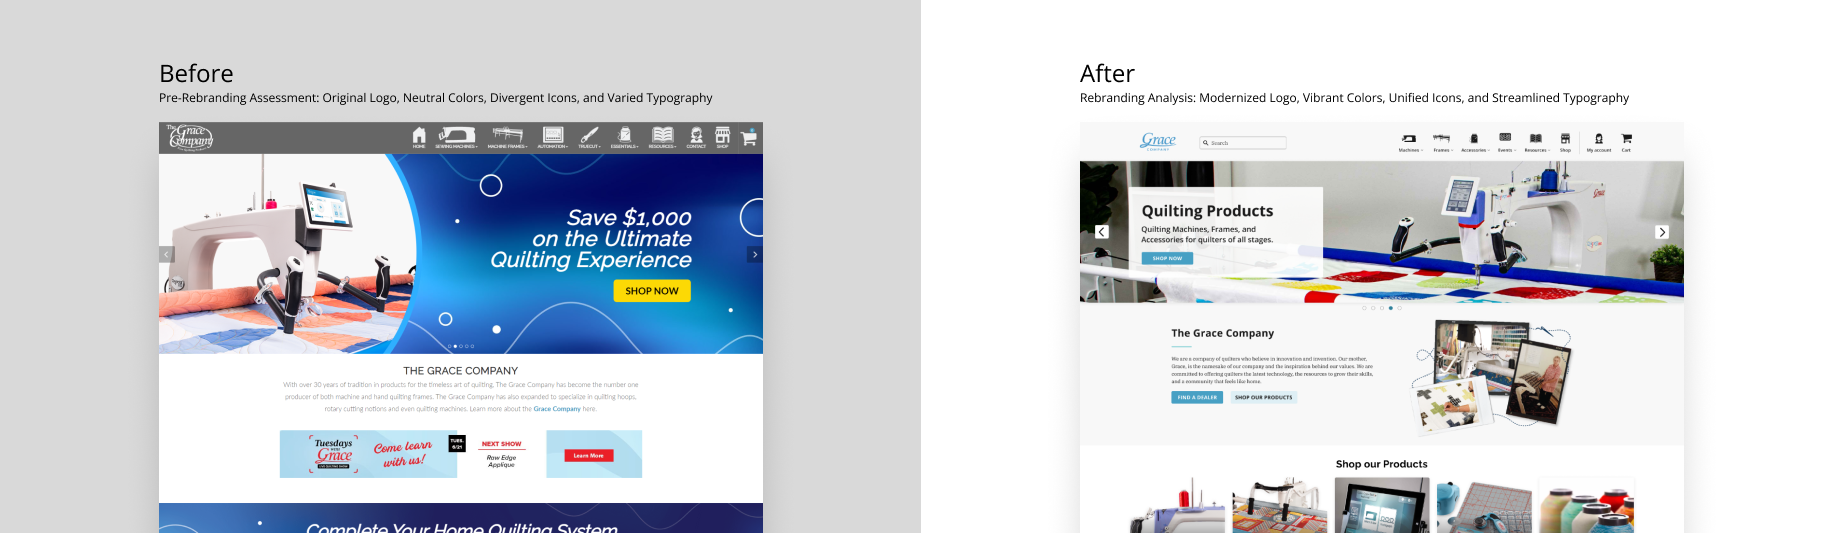 Before
Pre-Rebranding Assessment: Original Logo, Neutral Colors, Divergent Icons, and Varied Typography
The Grace Company
HOME
SEWING MACHINES
MACHINE FRAMES
AUTOMATION
TRUECUT
ESSENTIALS
RESOURCES
CONTACT
SHOP
Save $1,000
on the Ultimate
Quilting Experience
SHOP NOW
THE GRACE COMPANY
With over 30 years of tradition in products for the timeless art of quilting, The Grace Company has become the number one
producer of both machine and hand quilting frames. The Grace Company has also expanded to specialize in quilting hoops,
rotary cutting notions and even quilting machines. Learn more about the Grace Company here.
Tuesdays
with
Grace
LIVE QUILTING SHOW
Come learn
with us!
TUES.
6/21
NEXT SHOW
Raw Edge
Applique
Learn More
Complete Your Home Quilting System
After
Rebranding Analysis: Modernized Logo, Vibrant Colors, Unified Icons, and Streamlined Typography
Grace
COMPANY
Search
Machines
Frames
Accessories
Events
Resources
Shop
My account
Cart
Quilting Products
Quilting Machines, Frames, and
Accessories for quilters of all stages.
SHOP NOW
Grace
The Grace Company
We are a company of quilters who believe in innovation and invention. Our mother,
Grace, is the namesake of our company and the inspiration behind our values. We are
committed to offering quilters the latest technology, the resources to grow their skills,
and a community that feels like home.
FIND A DEALER
SHOP OUR PRODUCTS
Shop our Products